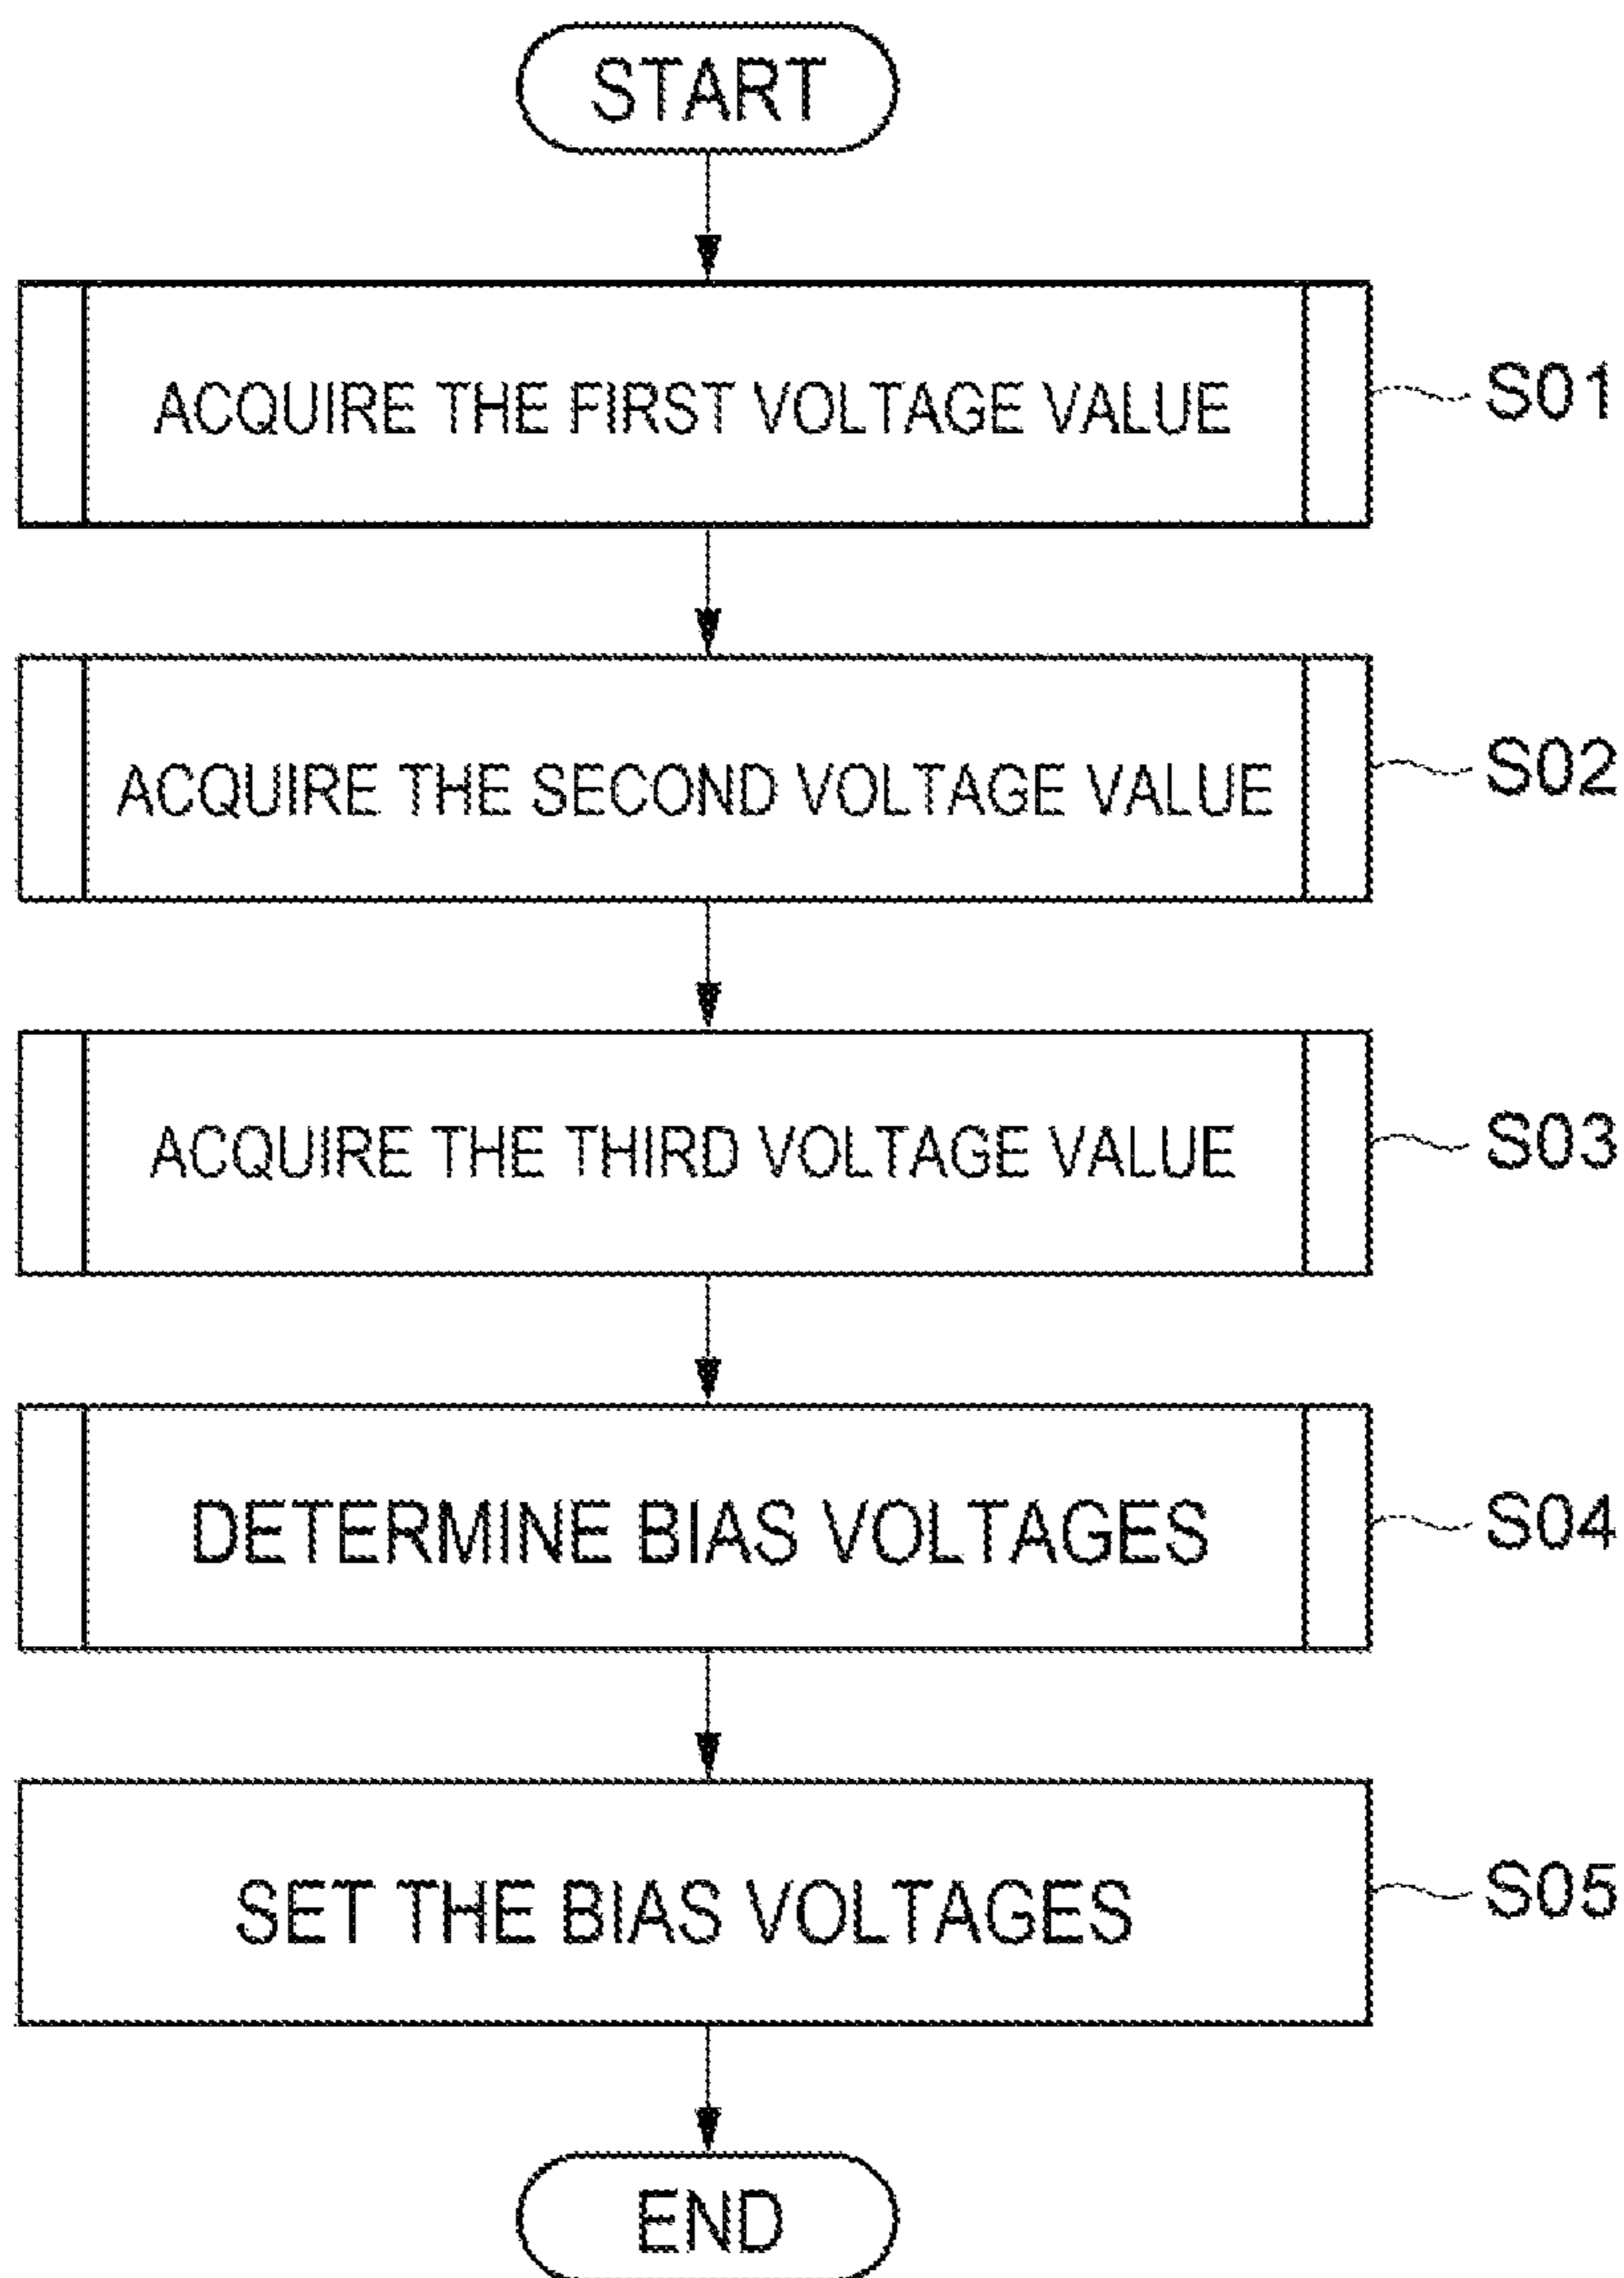 START
ACQUIRE THE FIRST VOLTAGE VALUE
S01
ACQUIRE THE SECOND VOLTAGE VALUE
S02
ACQUIRE THE THIRD VOLTAGE VALUE
S03
DETERMINE BIAS VOLTAGES
S04
SET THE BIAS VOLTAGES
S05
END